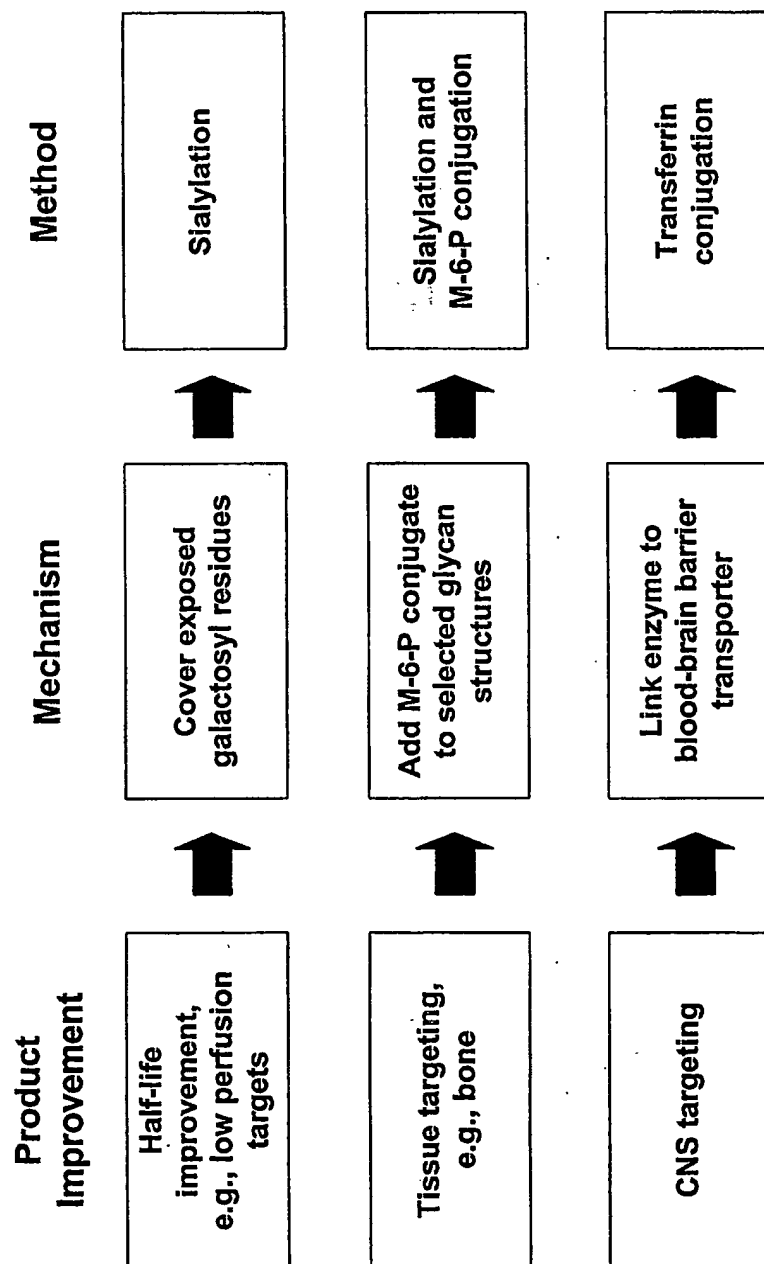 Product
Improvement
Mechanism
Method
Half-life
improvement,
e.g., low perfusion
targets
Cover exposed
galactosyl residues
Sialylation
Tissue targeting,
e.g., bone
Add M-6-P conjugate
to selected glycan
structures
Sialylation and
M-6-P conjugation
CNS targeting
Link enzyme to
blood-brain barrier
transporter
Transferrin
conjugation